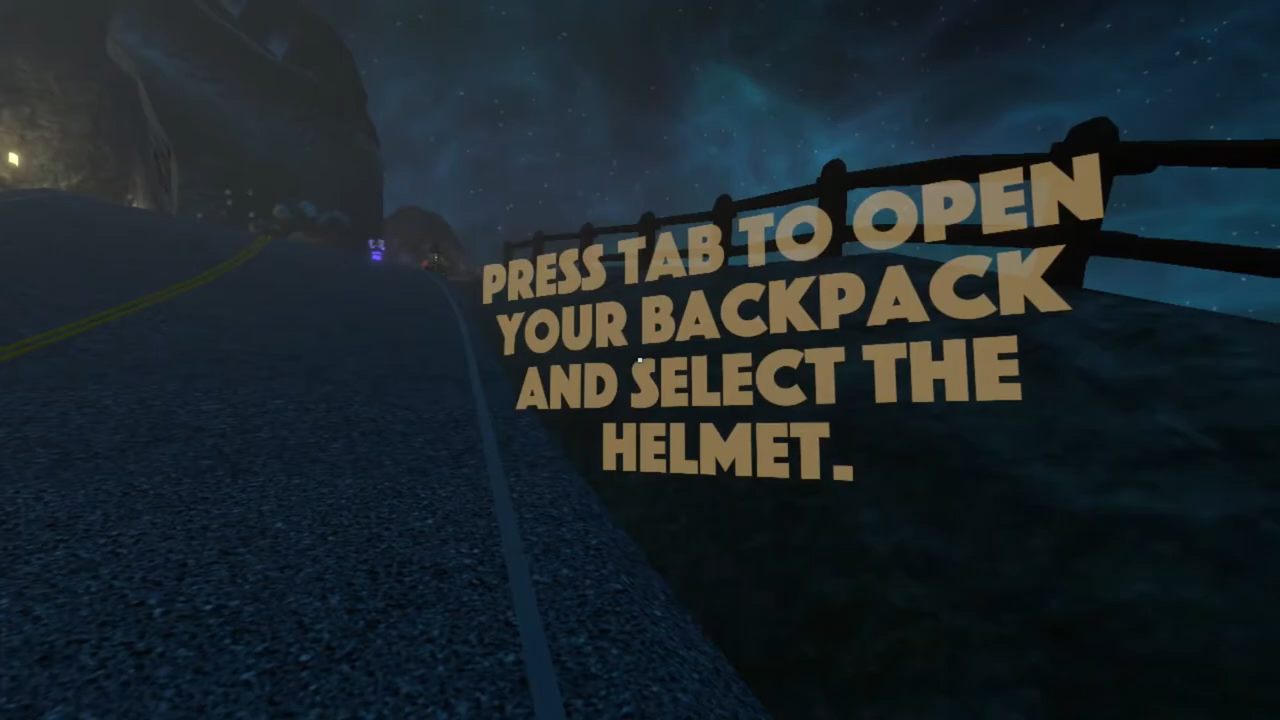 PRESS TAB TO OPEN
YOUR BACKPACK
AND SELECT THE
HELMET.